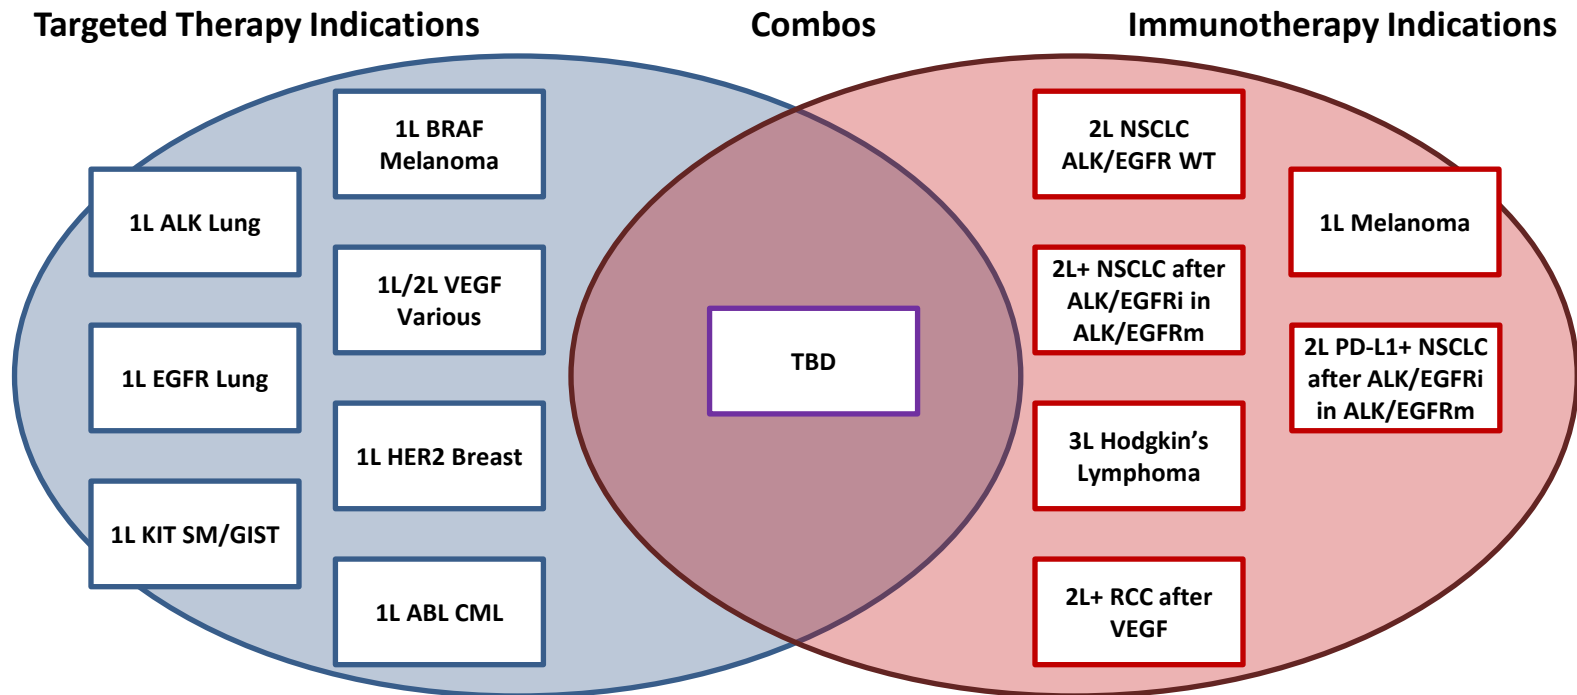 Targeted Therapy Indications
Combos
Immunotherapy Indications
1L BRAF
Melanoma
1L ALK Lung
1L/2L VEGF
Various
1L EGFR Lung
1L HER2 Breast
1L KIT SM/GIST
1L ABL CML
TBD
2L NSCLC
ALK/EGFR WT
1L Melanoma
2L+ NSCLC after
ALK/EGFRi in
ALK/EGFRm
2L PD-L1+ NSCLC
after ALK/EGFRi
in ALK/EGFRm
3L Hodgkin’s
Lymphoma
2L+ RCC after
VEGF